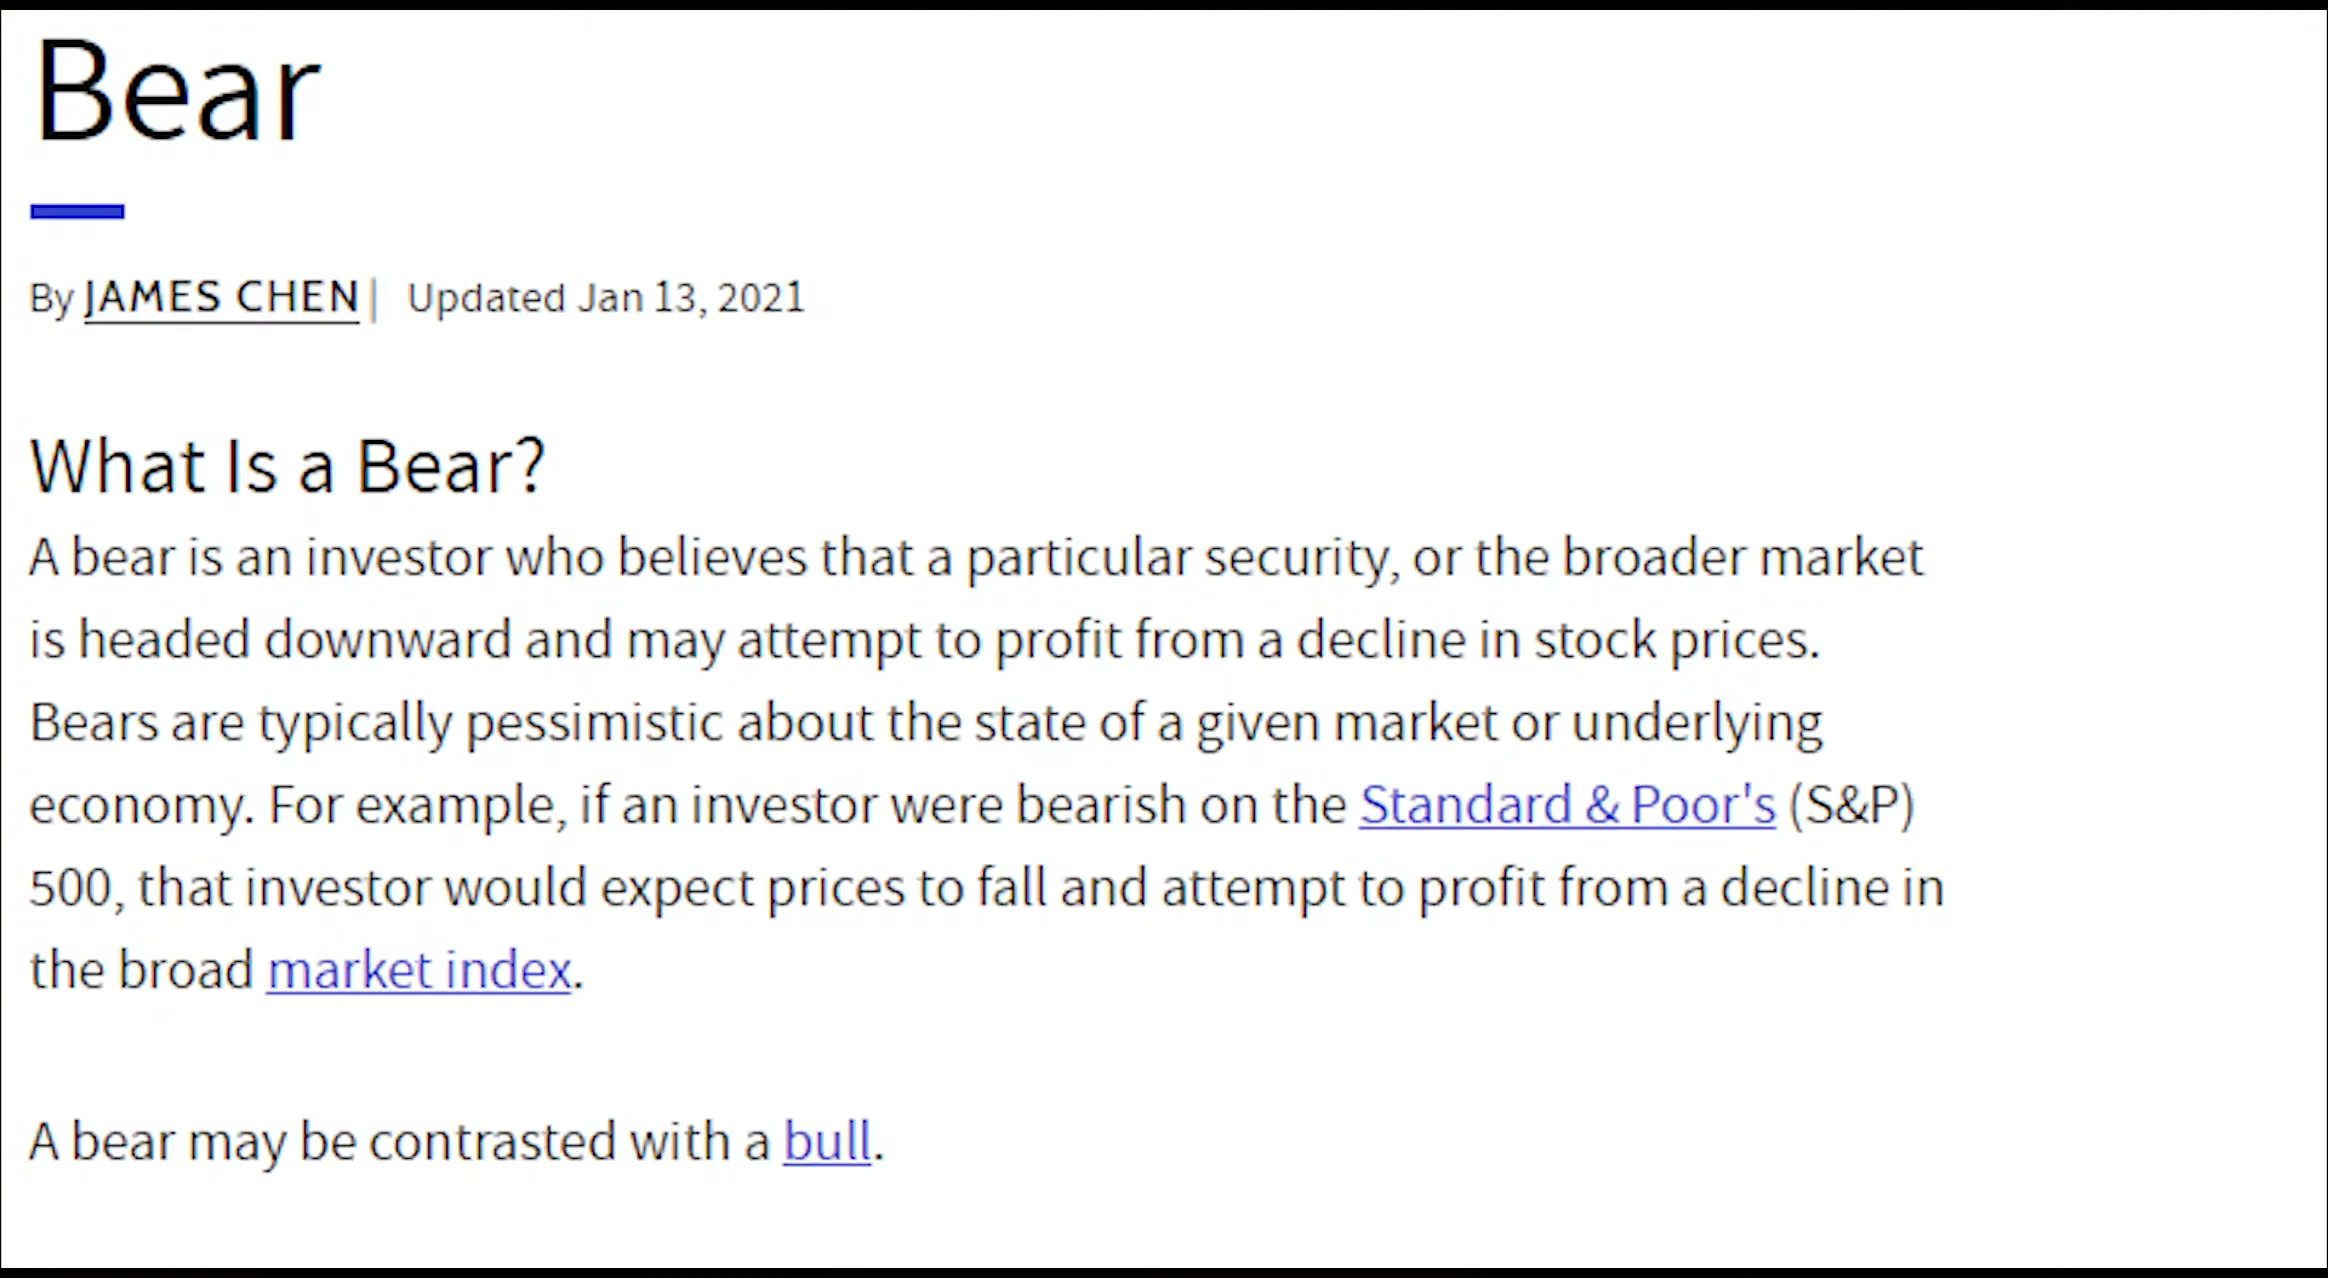 Bear
By JAMES CHEN | Updated Jan 13, 2021
What Is a Bear?
A bear is an investor who believes that a particular security, or the broader market
is headed downward and may attempt to profit from a decline in stock prices.
Bears are typically pessimistic about the state of a given market or underlying
economy. For example, if an investor were bearish on the Standard & Poor's (S&P)
500, that investor would expect prices to fall and attempt to profit from a decline in
the broad market index.
A bear may be contrasted with a bull.